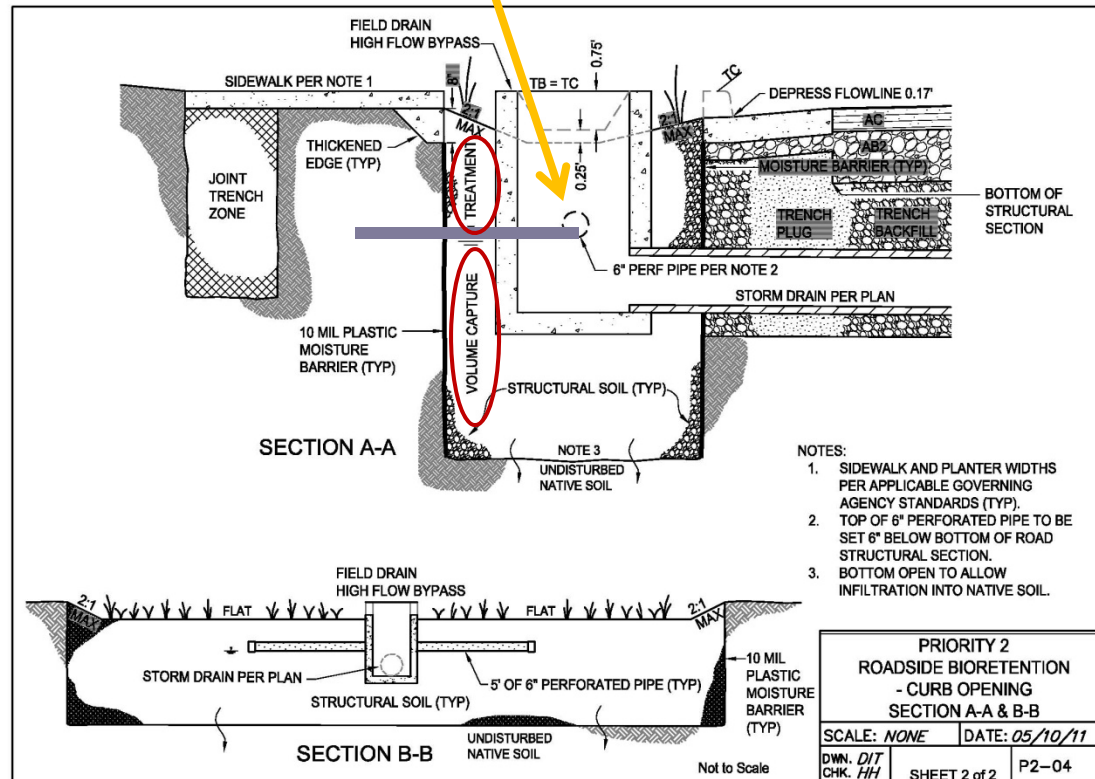 FIELD DRAIN
HIGH FLOW BYPASS
0.75'
SIDEWALK PER NOTE 1
8"
2:1
MAX
TB = TC
TC
DEPRESS FLOWLINE 0.17'
AC
THICKENED
EDGE (TYP)
AB2
MOISTURE BARRIER (TYP)
0.25'
JOINT
TRENCH
ZONE
TREATMENT
TRENCH
PLUG
TRENCH
BACKFILL
BOTTOM OF
STRUCTURAL
SECTION
6" PERF PIPE PER NOTE 2
STORM DRAIN PER PLAN
10 MIL PLASTIC
MOISTURE
BARRIER (TYP)
VOLUME CAPTURE
STRUCTURAL SOIL (TYP)
SECTION A-A
NOTE 3
UNDISTURBED
NATIVE SOIL
2:1
MAX
NOTES:
1. SIDEWALK AND PLANTER WIDTHS
PER APPLICABLE GOVERNING
AGENCY STANDARDS (TYP).
2. TOP OF 6" PERFORATED PIPE TO BE
SET 6" BELOW BOTTOM OF ROAD
STRUCTURAL SECTION.
3. BOTTOM OPEN TO ALLOW
INFILTRATION INTO NATIVE SOIL.
FIELD DRAIN
HIGH FLOW BYPASS
2:1
MAX
FLAT
FLAT
2:1
MAX
STORM DRAIN PER PLAN
5' OF 6" PERFORATED PIPE (TYP)
STRUCTURAL SOIL (TYP)
10 MIL
PLASTIC
MOISTURE
BARRIER
(TYP)
UNDISTURBED
NATIVE SOIL
SECTION B-B
Not to Scale
PRIORITY 2
ROADSIDE BIORETENTION
- CURB OPENING
SECTION A-A & B-B
SCALE: NONE
DATE: 05/10/11
DWN. DIT
CHK. HH
SHEET 2 of 2
P2-04